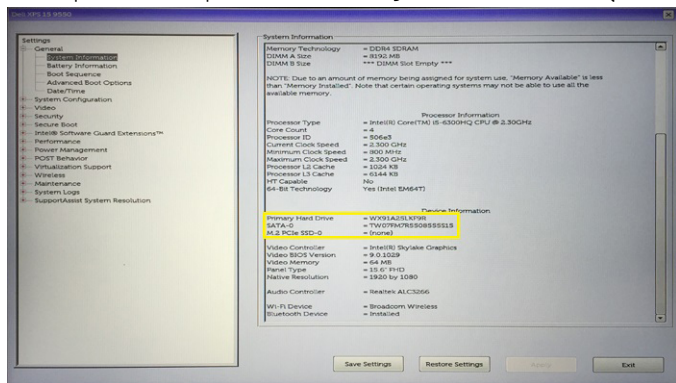 Dell XPS 15 9550
Settings
General
System Information
Battery Information
Boot Sequence
Advanced Boot Options
Date/Time
System Configuration
Video
Security
Secure Boot
Intel® Software Guard Extensions™
Performance
Power Management
POST Behavior
Virtualization Support
Wireless
Maintenance
System Logs
SupportAssist System Resolution
System Information
Memory Technology = DDR4 SDRAM
DIMM A Size = 8192 MB
DIMM B Size *** DIMM Slot Empty ***
NOTE: Due to an amount of memory being assigned for system use, "Memory Available" is less
than "Memory Installed". Note that certain operating systems may not be able to use all the
available memory.
Processor Information
Processor Type = Intel(R) Core(TM) i5-6300HQ CPU @ 2.30GHz
Core Count = 4
Processor ID = 506e3
Current Clock Speed = 2.300 GHz
Minimum Clock Speed = 800 MHz
Maximum Clock Speed = 2.300 GHz
Processor L2 Cache = 1024 KB
Processor L3 Cache = 6144 KB
HT Capable No
64-Bit Technology Yes (Intel EM64T)
Device Information
Primary Hard Drive
SATA-0
M.2 PCIe SSD-0 = (none)
Video Controller = Intel(R) Skylake Graphics
Video BIOS Version = 9.0.1029
Video Memory = 64 MB
Panel Type = 15.6" FHD
Native Resolution = 1920 by 1080
Audio Controller = Realtek ALC3266
Wi-Fi Device = Broadcom Wireless
Bluetooth Device = Installed
Save Settings
Restore Settings
Apply
Exit